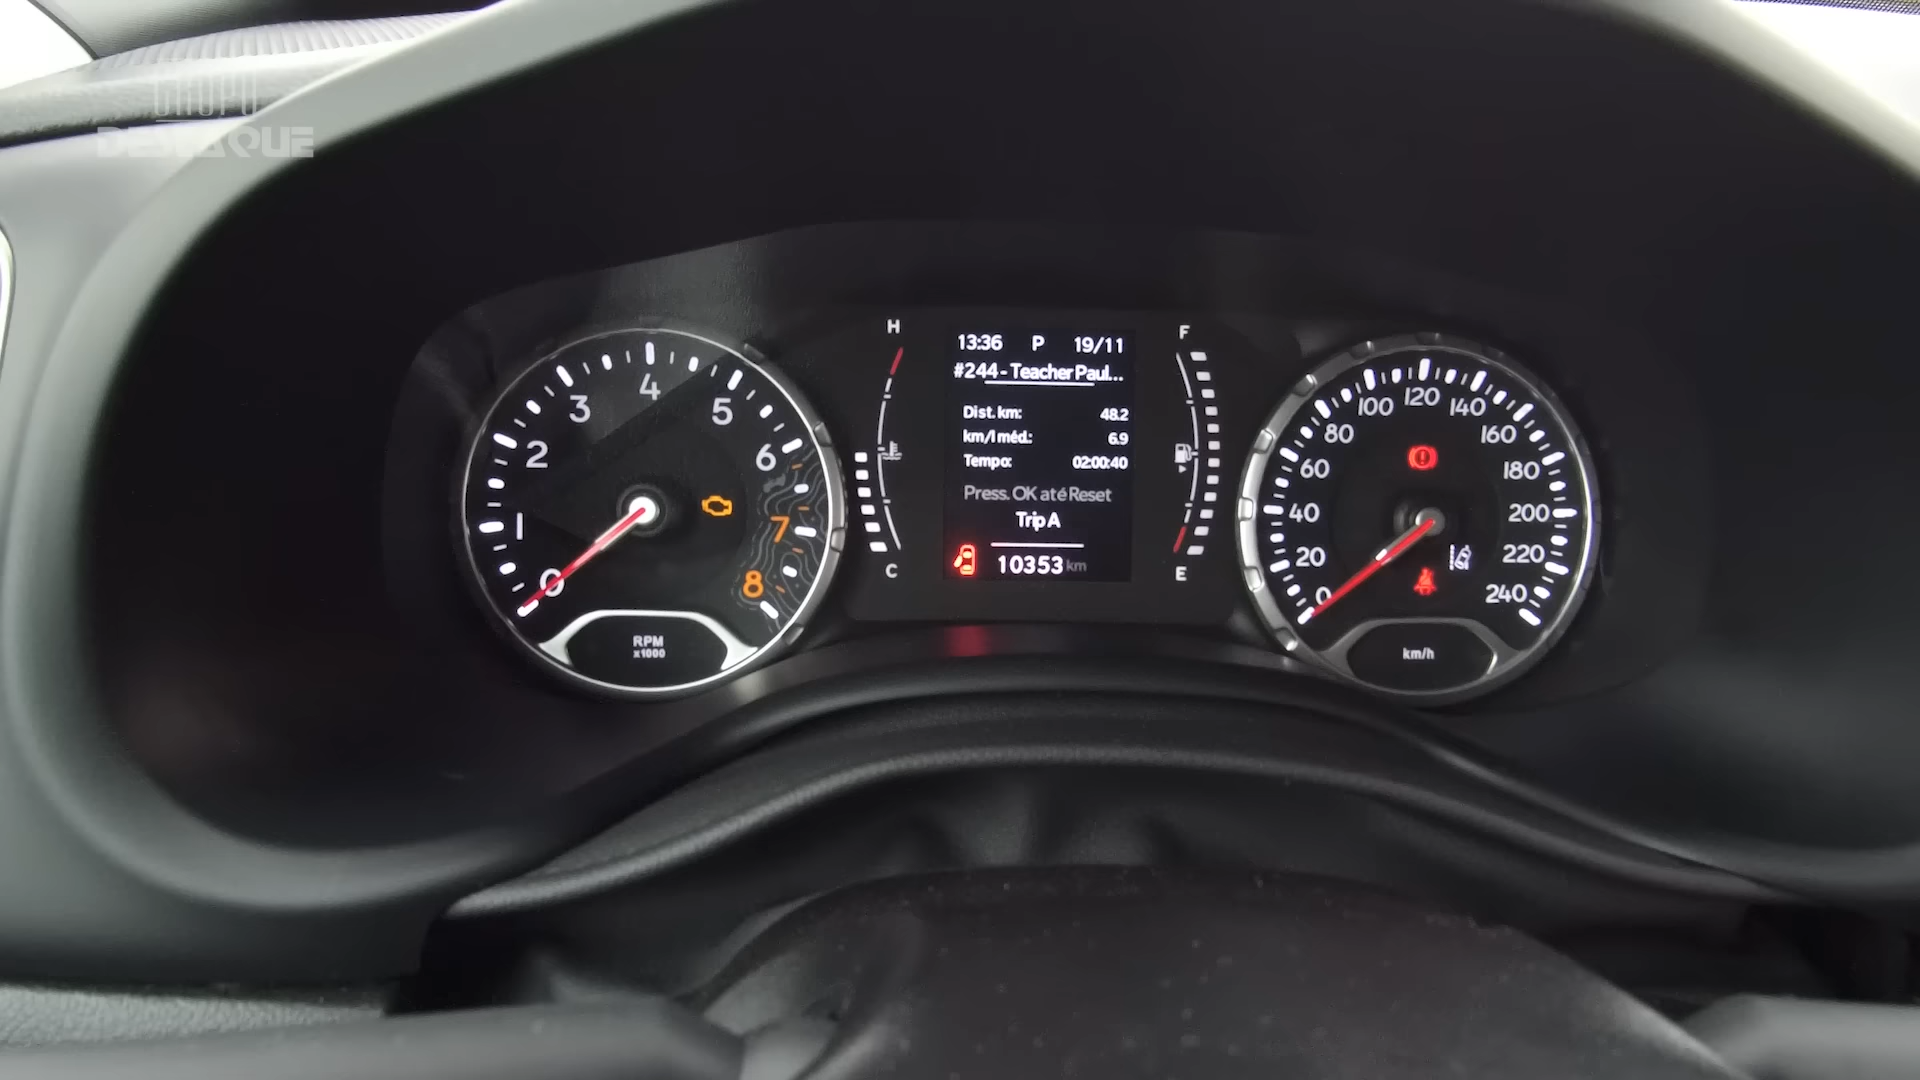 GRUPO
DESTAQUE
13:36 P 19/11
#244 - Teacher Paul...
Dist. km: 48.2
km/l méd.: 6.9
Tempo: 02:00:40
Press. OK até Reset
Trip A
10353 km
H
C
F
E
0 1 2 3 4 5 6 7 8
RPM
x1000
0 20 40 60 80 100 120 140 160 180 200 220 240
km/h